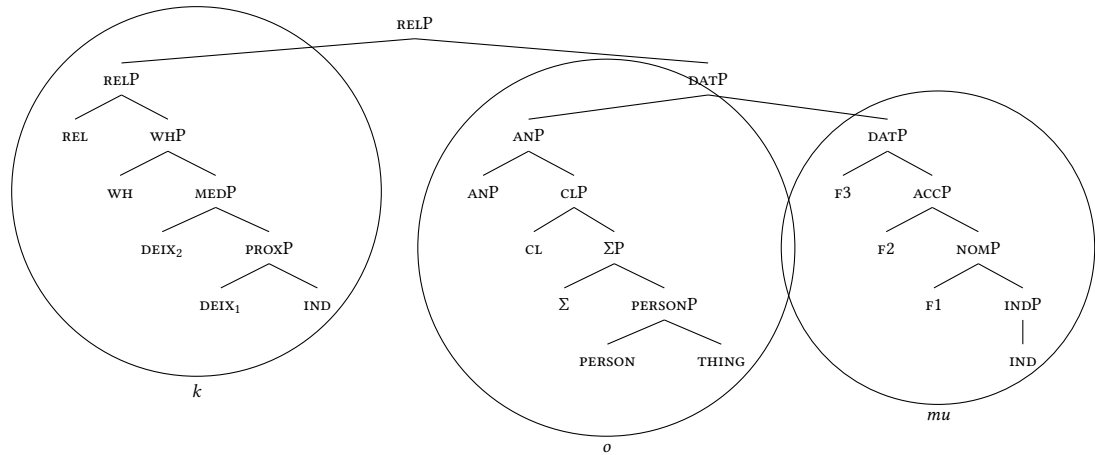 RELP
RELP DATP
REL WHP ANP DATP
WH MEDP ANP CLP F3 ACCP
DEIX₂ PROXP CL ΣP F2 NOMP
DEIX₁ IND Σ PERSONP F1 INDP
PERSON THING IND
k
mu
o